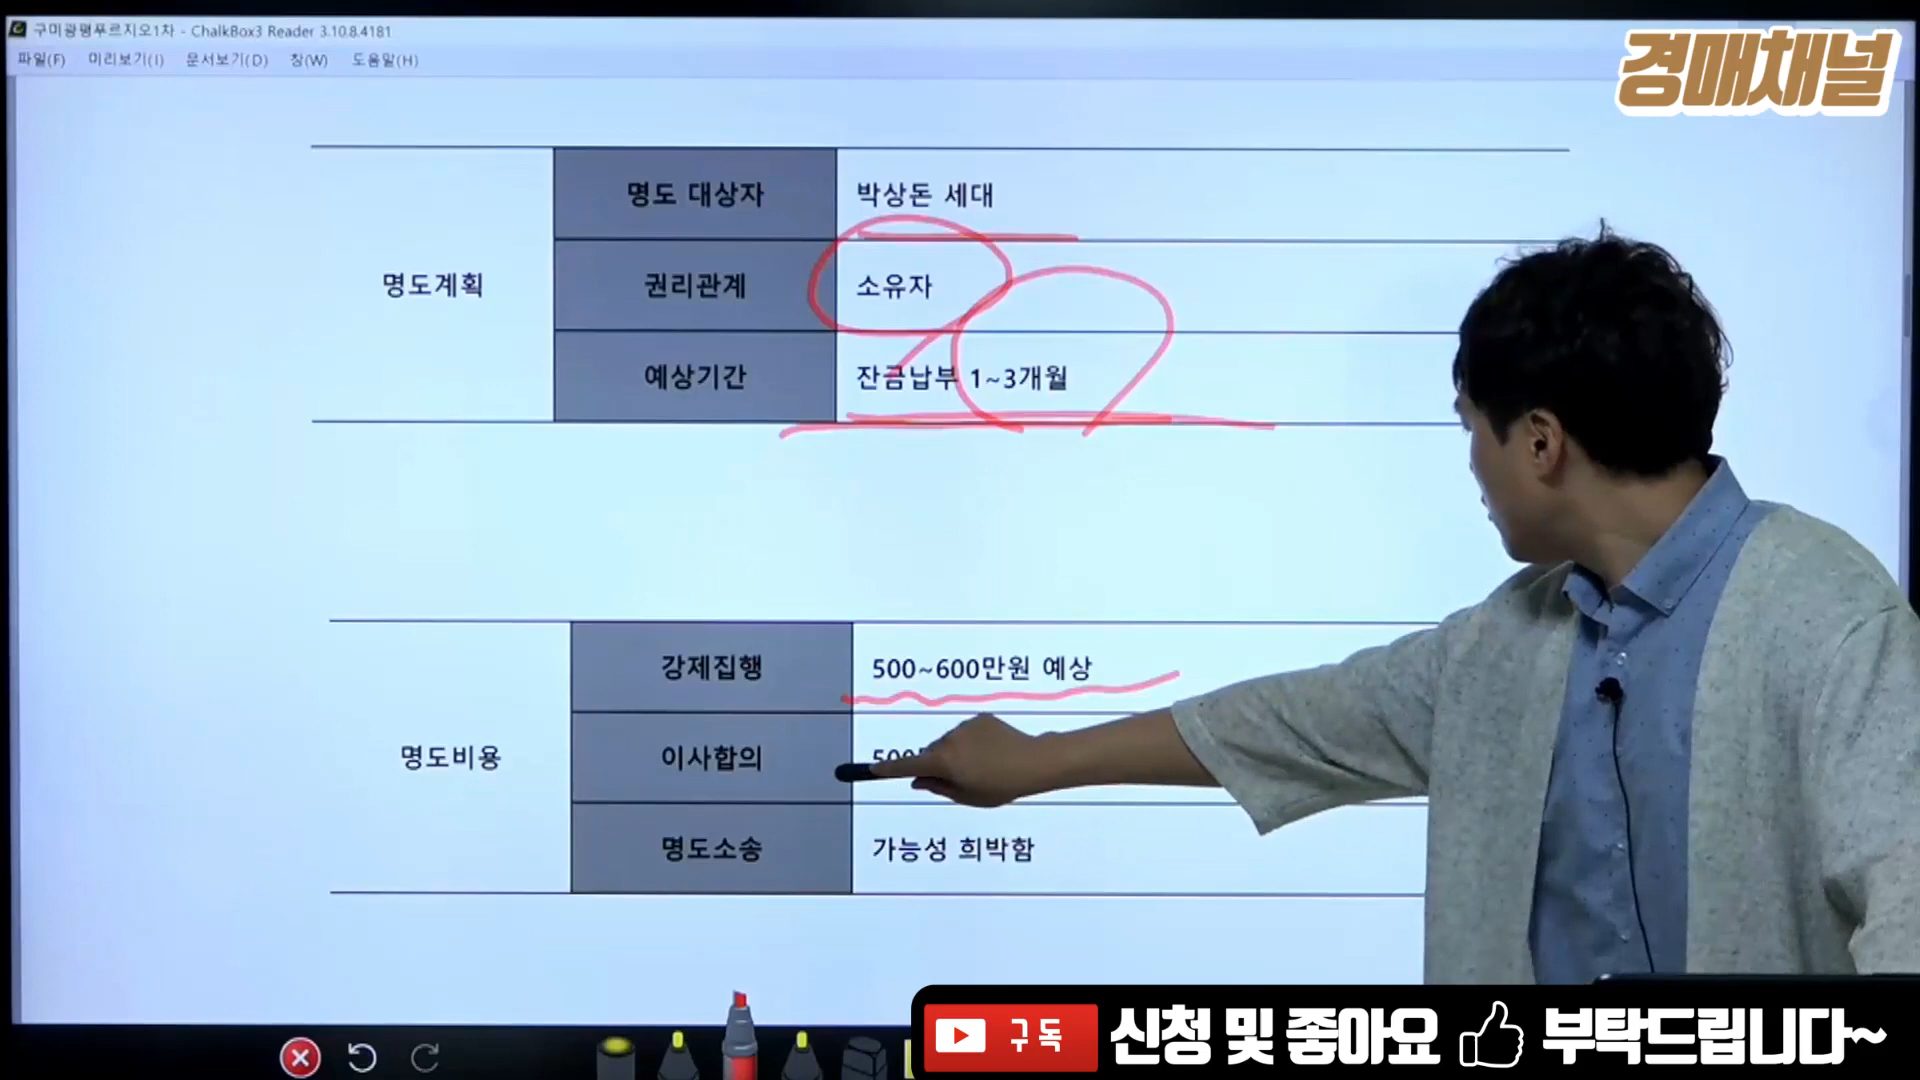 구미광평푸르지오1차 - ChalkBox3 Reader 3.10.8.4181
파일(F) 미리보기(I) 문서보기(D) 창(W) 도움말(H)
경매채널
명도계획
명도 대상자 박상돈 세대
권리관계 소유자
예상기간 잔금납부 1~3개월
명도비용
강제집행 500~600만원 예상
이사합의
명도소송 가능성 희박함
구독 신청 및 좋아요 부탁드립니다~